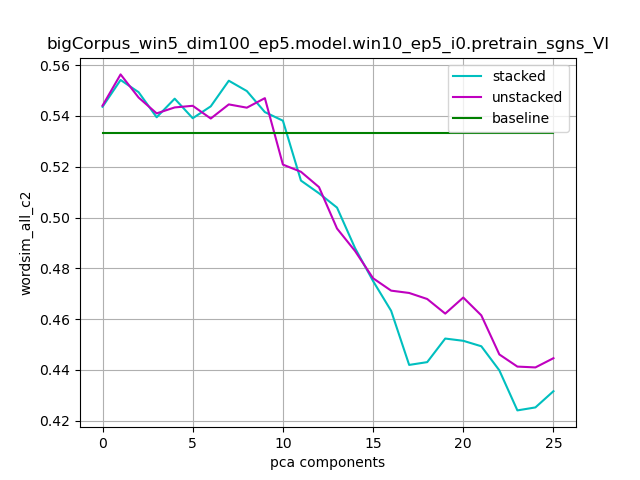 bigCorpus_win5_dim100_ep5.model.win10_ep5_i0.pretrain_sgns_VI
0.56
0.54
0.52
0.50
0.48
0.46
0.44
0.42
wordsim_all_c2
stacked
unstacked
baseline
0 5 10 15 20 25
pca components